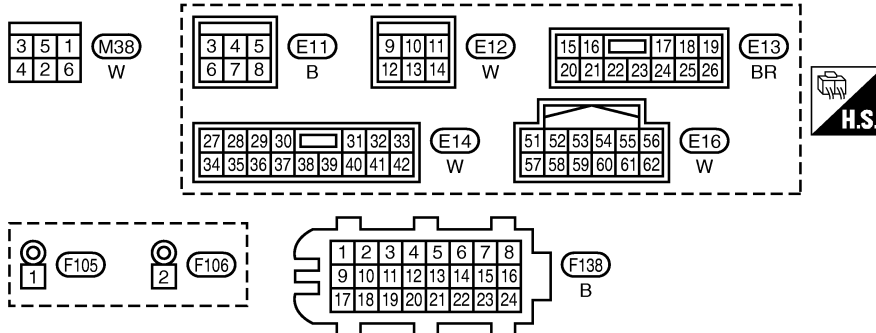 3 5 1
4 2 6
M38
W
3 4 5
6 7 8
E11
B
9 10 11
12 13 14
E12
W
15 16 17 18 19
20 21 22 23 24 25 26
E13
BR
H.S.
27 28 29 30 31 32 33
34 35 36 37 38 39 40 41 42
E14
W
51 52 53 54 55 56
57 58 59 60 61 62
E16
W
1
F105
2
F106
1 2 3 4 5 6 7 8
9 10 11 12 13 14 15 16
17 18 19 20 21 22 23 24
F138
B